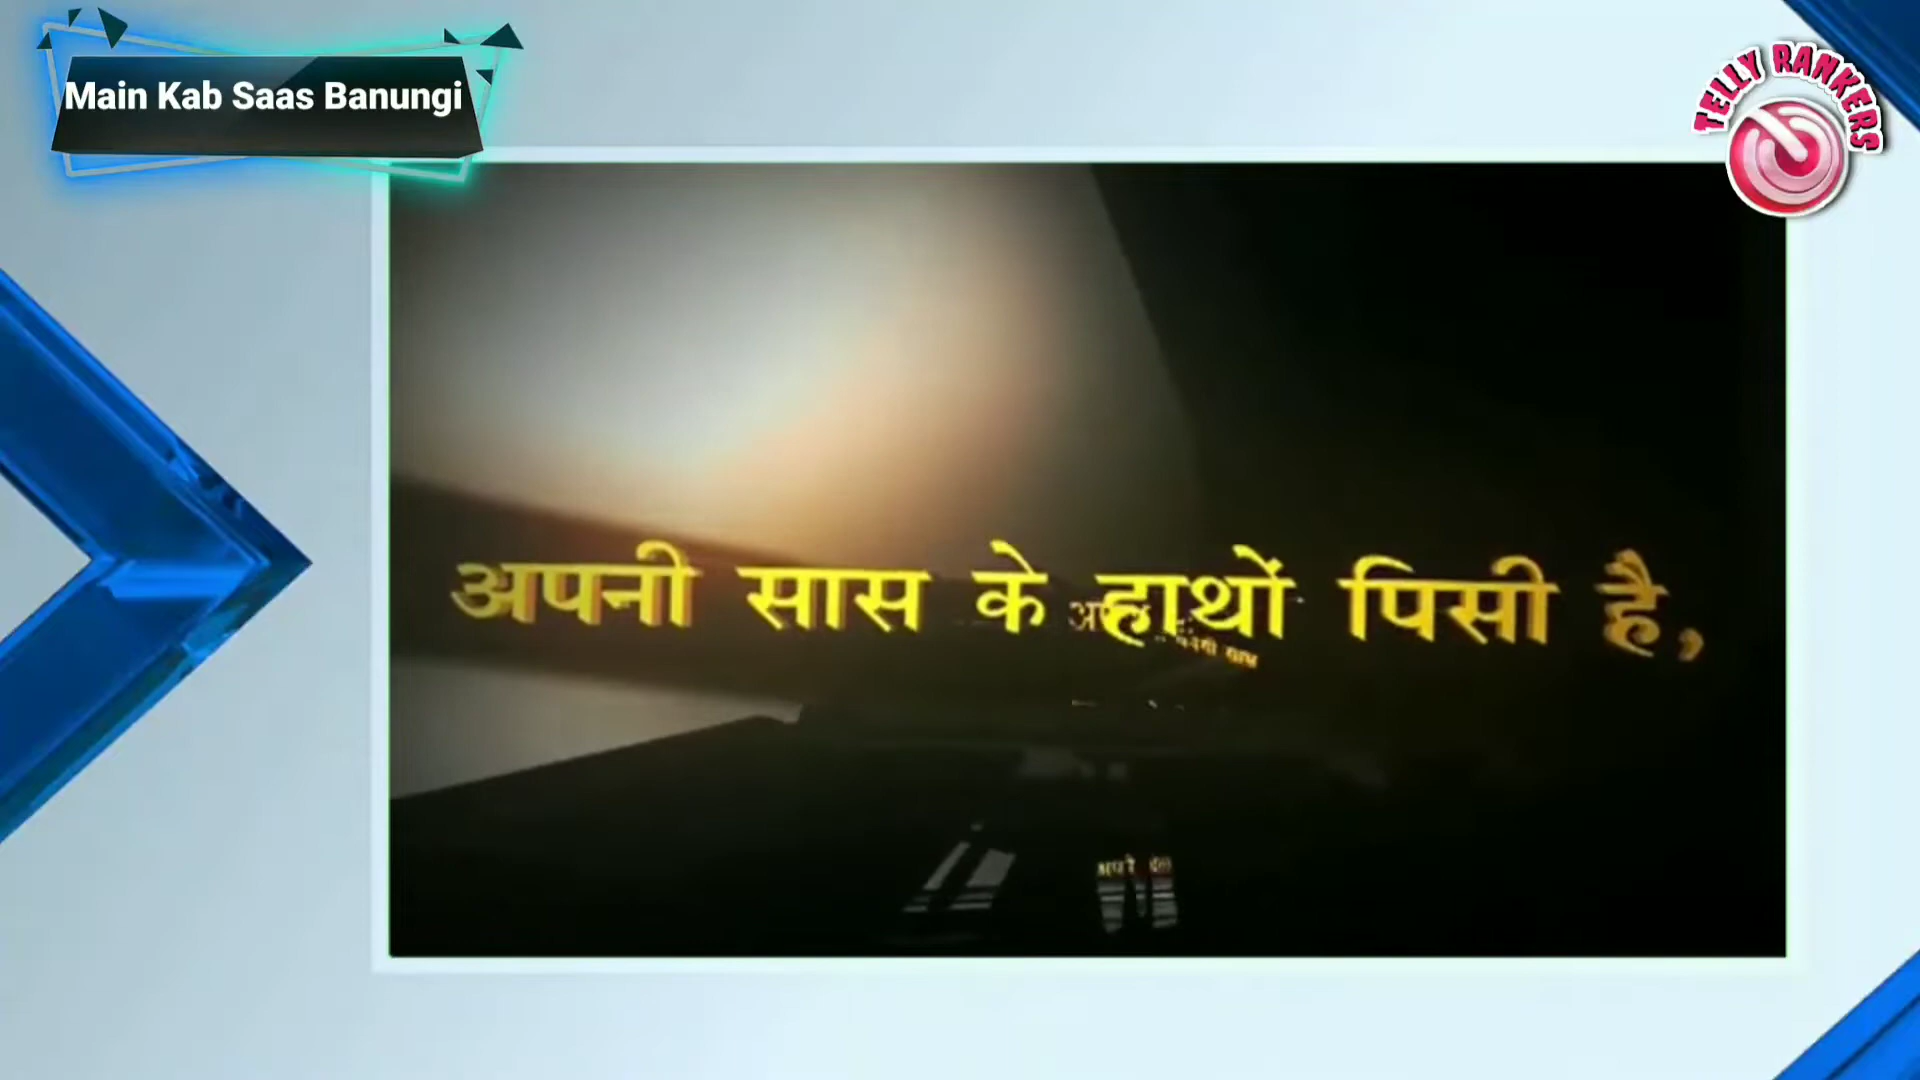 Main Kab Saas Banungi
TELLY RANKERS
अपनी सास के हाथों पिसी है,